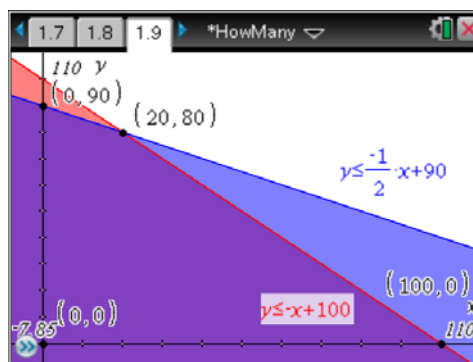 1.7 1.8 1.9 *HowMany
110 y
(0,90)
(20,80)
y≤-1/2·x+90
(100,0)
x
y≤-x+100
(0,0)
-7.85
110